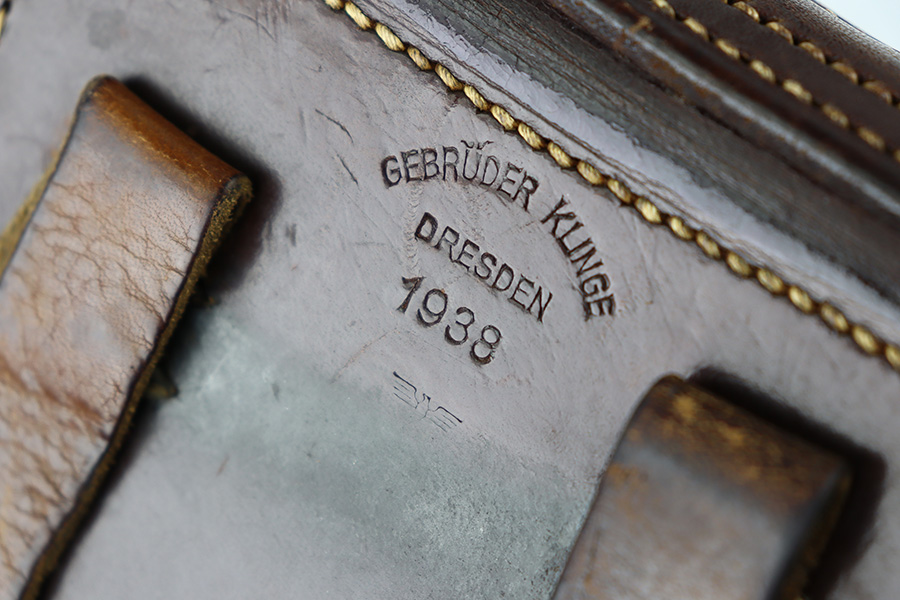 GEBRÜDER KLINGE
DRESDEN
1938